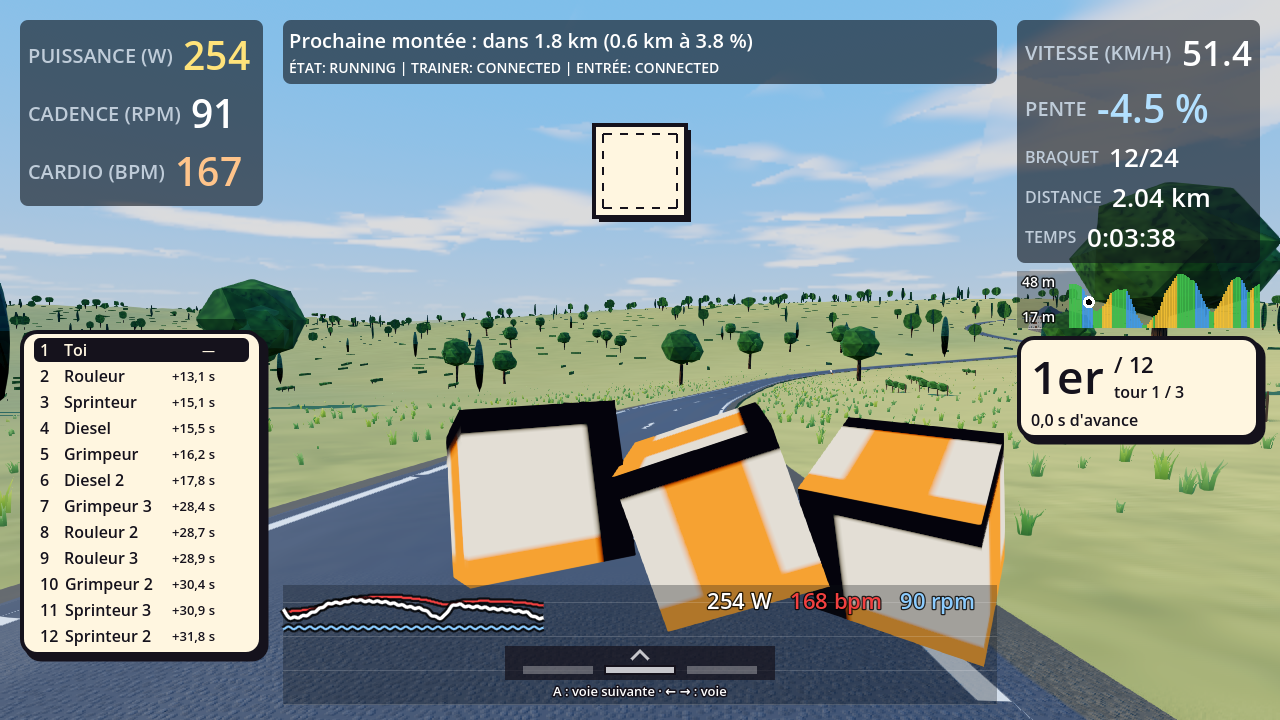 PUISSANCE (W) 254
CADENCE (RPM) 91
CARDIO (BPM) 167
Prochaine montée : dans 1.8 km (0.6 km à 3.8 %)
ÉTAT: RUNNING | TRAINER: CONNECTED | ENTRÉE: CONNECTED
VITESSE (KM/H) 51.4
PENTE -4.5 %
BRAQUET 12/24
DISTANCE 2.04 km
TEMPS 0:03:38
48 m
17 m
1er / 12
tour 1 / 3
0,0 s d'avance
1 Toi —
2 Rouleur +13,1 s
3 Sprinteur +15,1 s
4 Diesel +15,5 s
5 Grimpeur +16,2 s
6 Diesel 2 +17,8 s
7 Grimpeur 3 +28,4 s
8 Rouleur 2 +28,7 s
9 Rouleur 3 +28,9 s
10 Grimpeur 2 +30,4 s
11 Sprinteur 3 +30,9 s
12 Sprinteur 2 +31,8 s
254 W 168 bpm 90 rpm
A : voie suivante · ← → : voie